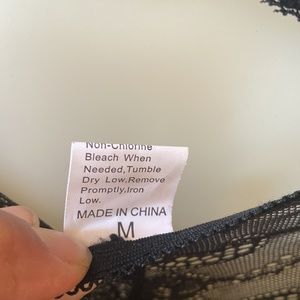 Non-Chlorine
Bleach When
Needed,Tumble
Dry Low.Remove
Promptly,Iron
Low.
MADE IN CHINA
M